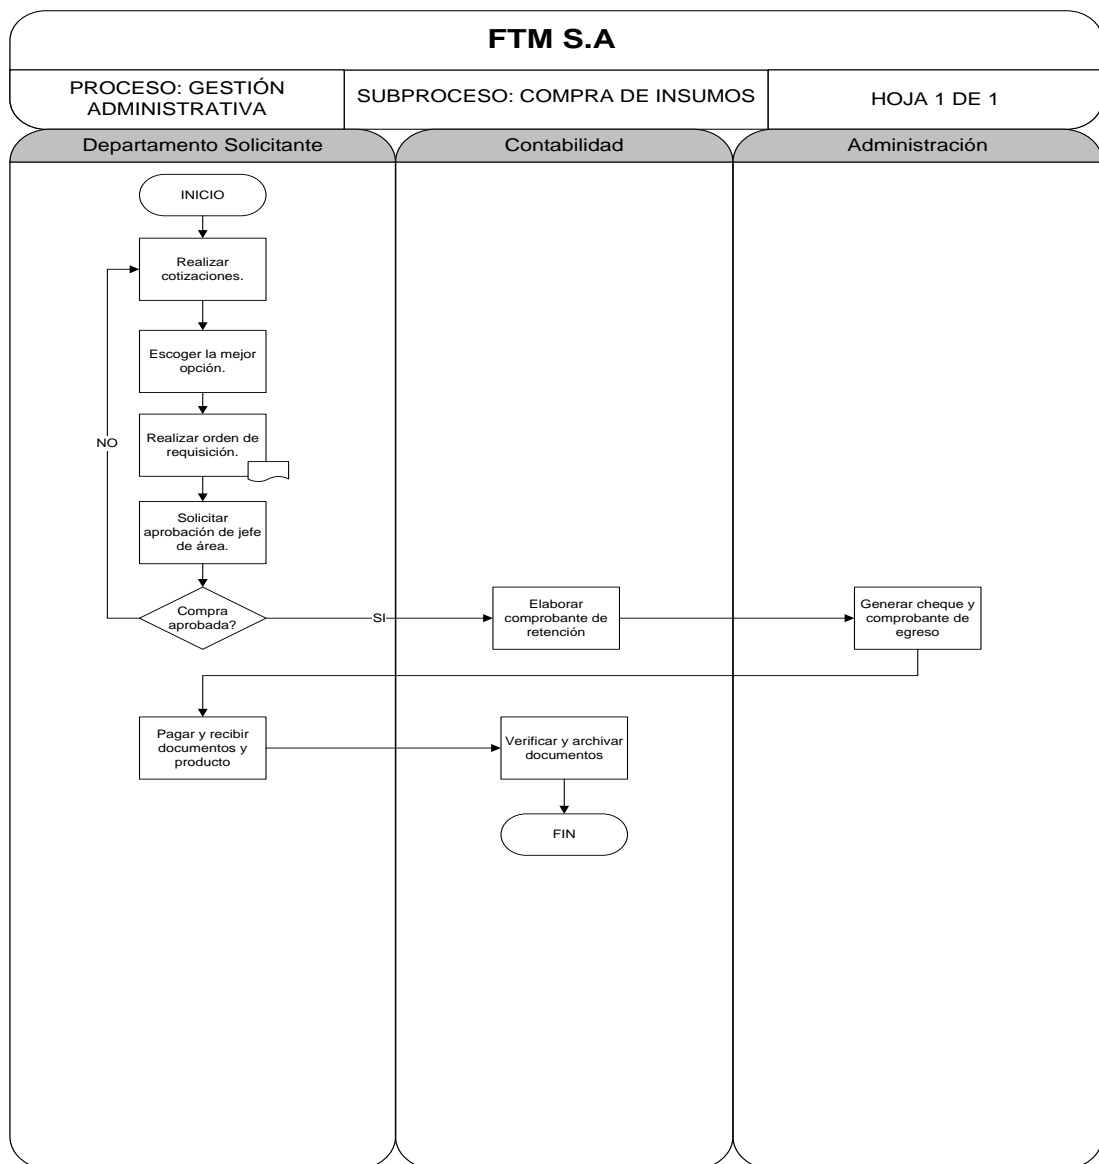 FTM S.A
PROCESO: GESTIÓN
ADMINISTRATIVA
SUBPROCESO: COMPRA DE INSUMOS
HOJA 1 DE 1
Departamento Solicitante
Contabilidad
Administración
INICIO
Realizar
cotizaciones.
Escoger la mejor
opción.
NO
Realizar orden de
requisición.
Solicitar
aprobación de jefe
de área.
Compra
aprobada?
SI
Elaborar
comprobante de
retención
Generar cheque y
comprobante de
egreso
Pagar y recibir
documentos y
producto
Verificar y archivar
documentos
FIN